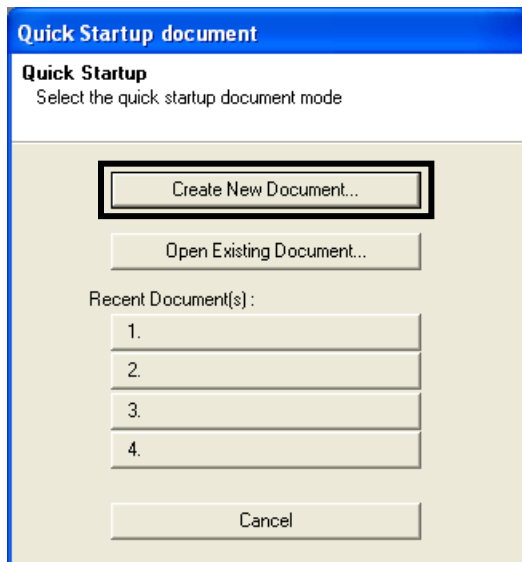 Quick Startup document
Quick Startup
Select the quick startup document mode
Create New Document...
Open Existing Document...
Recent Document(s) :
1.
2.
3.
4.
Cancel